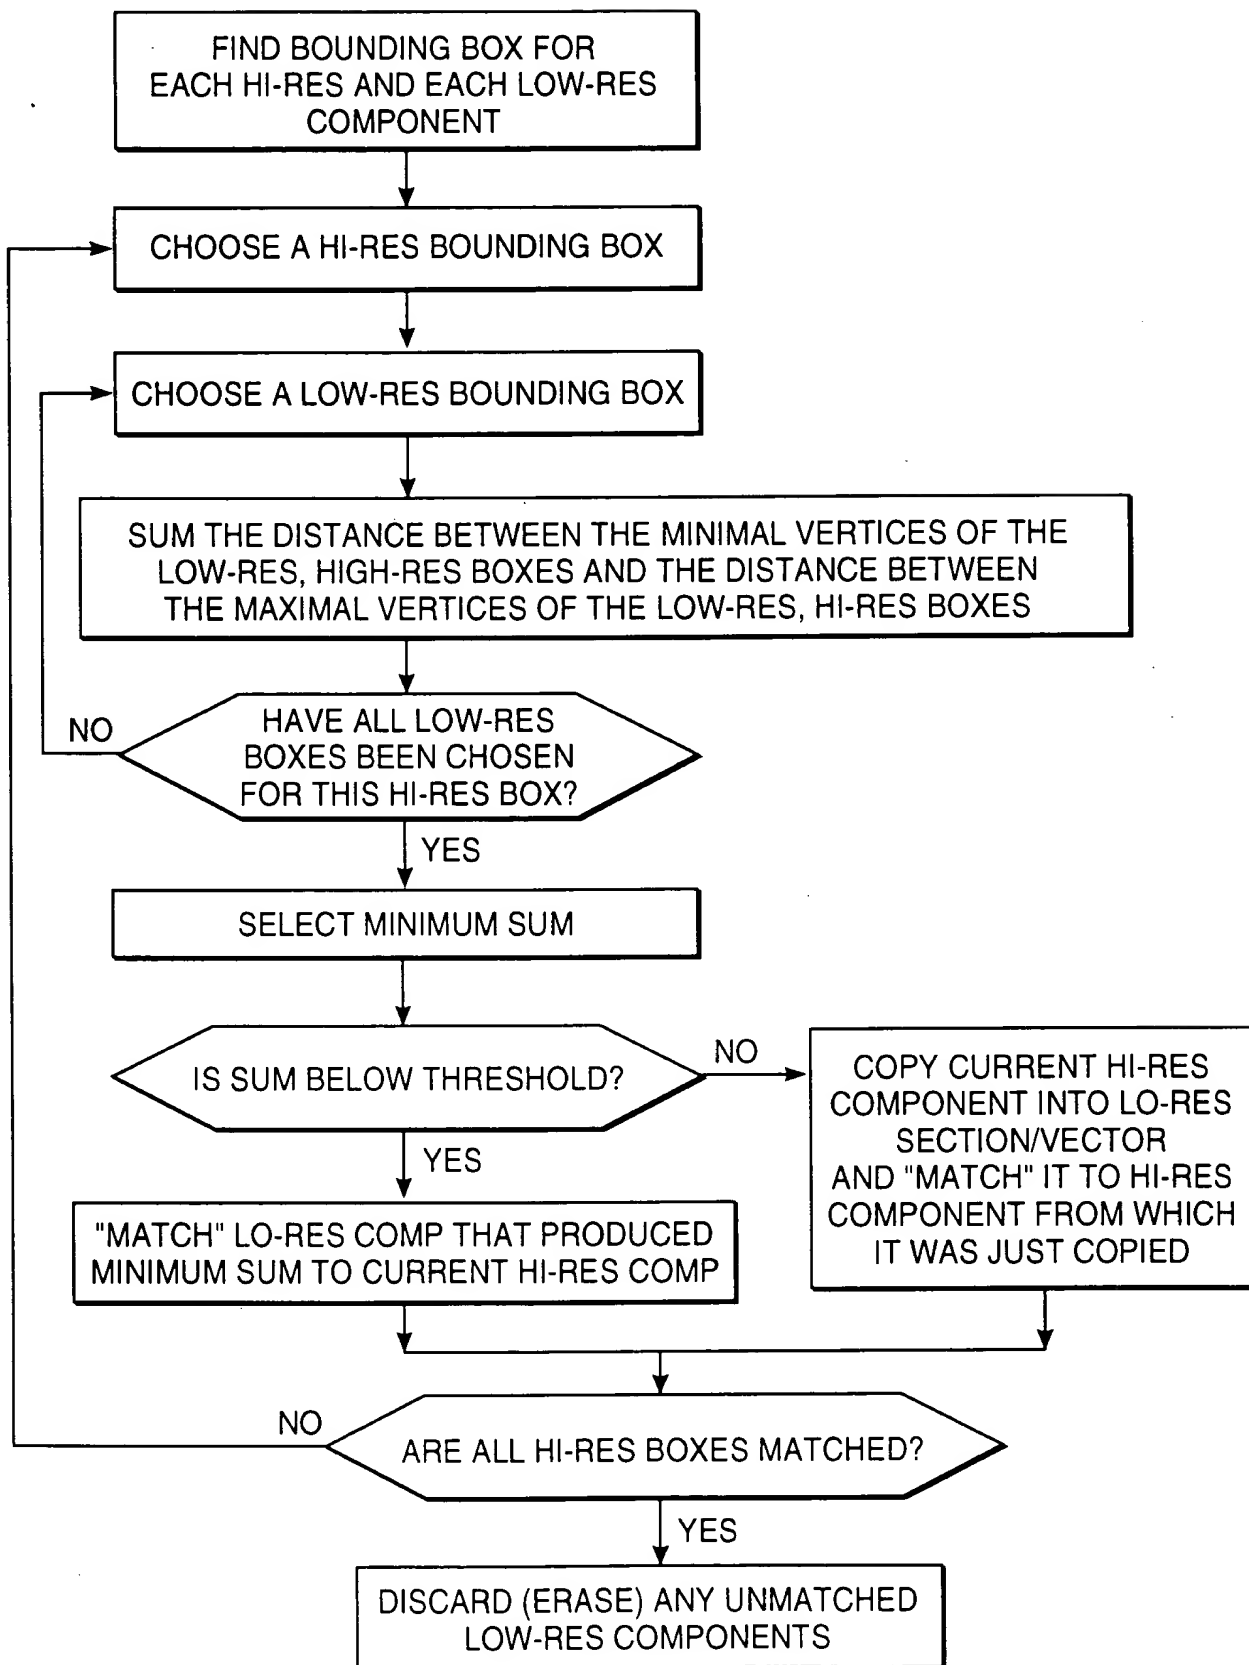 FIND BOUNDING BOX FOR
EACH HI-RES AND EACH LOW-RES
COMPONENT
CHOOSE A HI-RES BOUNDING BOX
CHOOSE A LOW-RES BOUNDING BOX
SUM THE DISTANCE BETWEEN THE MINIMAL VERTICES OF THE
LOW-RES, HIGH-RES BOXES AND THE DISTANCE BETWEEN
THE MAXIMAL VERTICES OF THE LOW-RES, HI-RES BOXES
NO
HAVE ALL LOW-RES
BOXES BEEN CHOSEN
FOR THIS HI-RES BOX?
YES
SELECT MINIMUM SUM
IS SUM BELOW THRESHOLD?
NO
YES
COPY CURRENT HI-RES
COMPONENT INTO LO-RES
SECTION/VECTOR
AND "MATCH" IT TO HI-RES
COMPONENT FROM WHICH
IT WAS JUST COPIED
"MATCH" LO-RES COMP THAT PRODUCED
MINIMUM SUM TO CURRENT HI-RES COMP
NO
ARE ALL HI-RES BOXES MATCHED?
YES
DISCARD (ERASE) ANY UNMATCHED
LOW-RES COMPONENTS